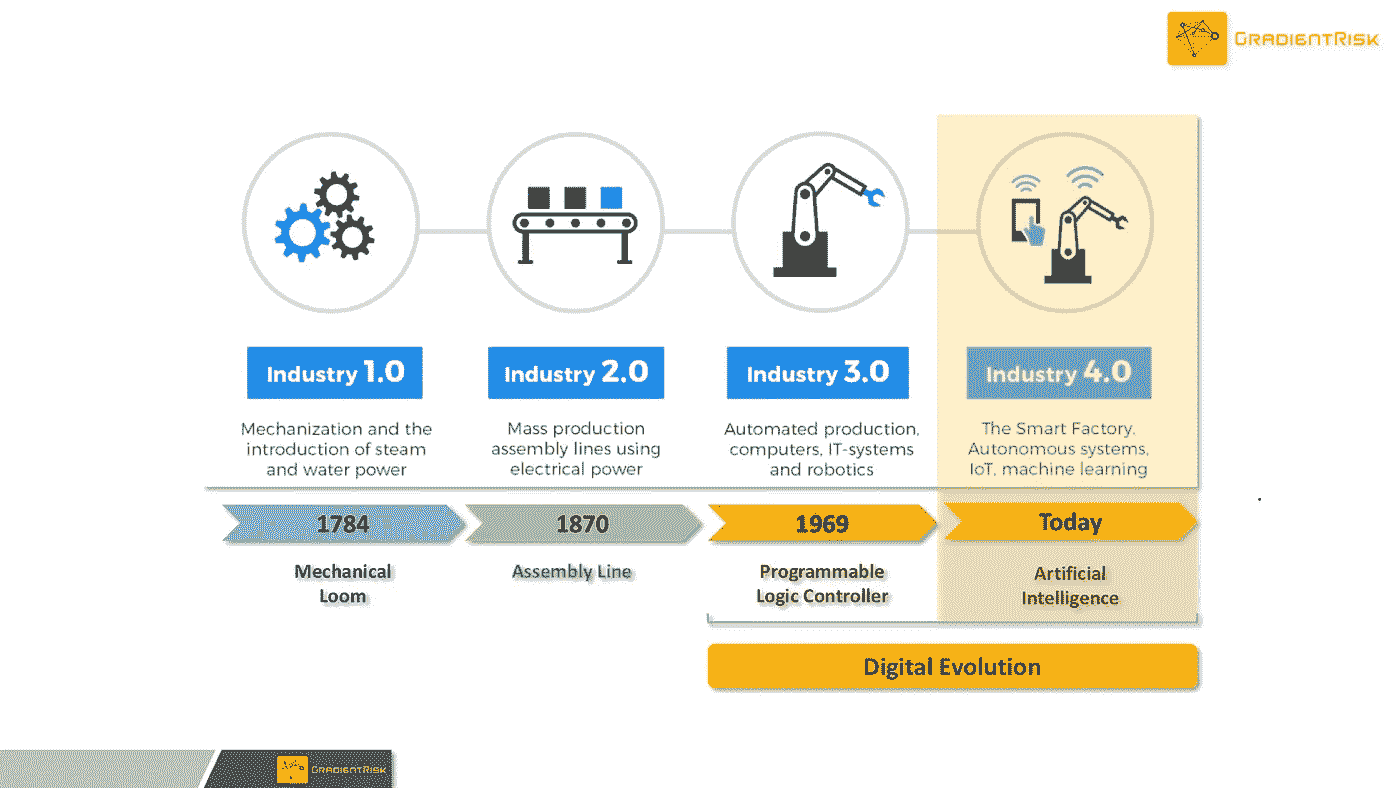 GRADIENTRISK
Industry 1.0
Industry 2.0
Industry 3.0
Industry 4.0
Mechanization and the
introduction of steam
and water power
Mass production
assembly lines using
electrical power
Automated production,
computers, IT-systems
and robotics
The Smart Factory,
Autonomous systems,
IoT, machine learning
1784
1870
1969
Today
Mechanical
Loom
Assembly Line
Programmable
Logic Controller
Artificial
Intelligence
Digital Evolution
GRADIENTRISK